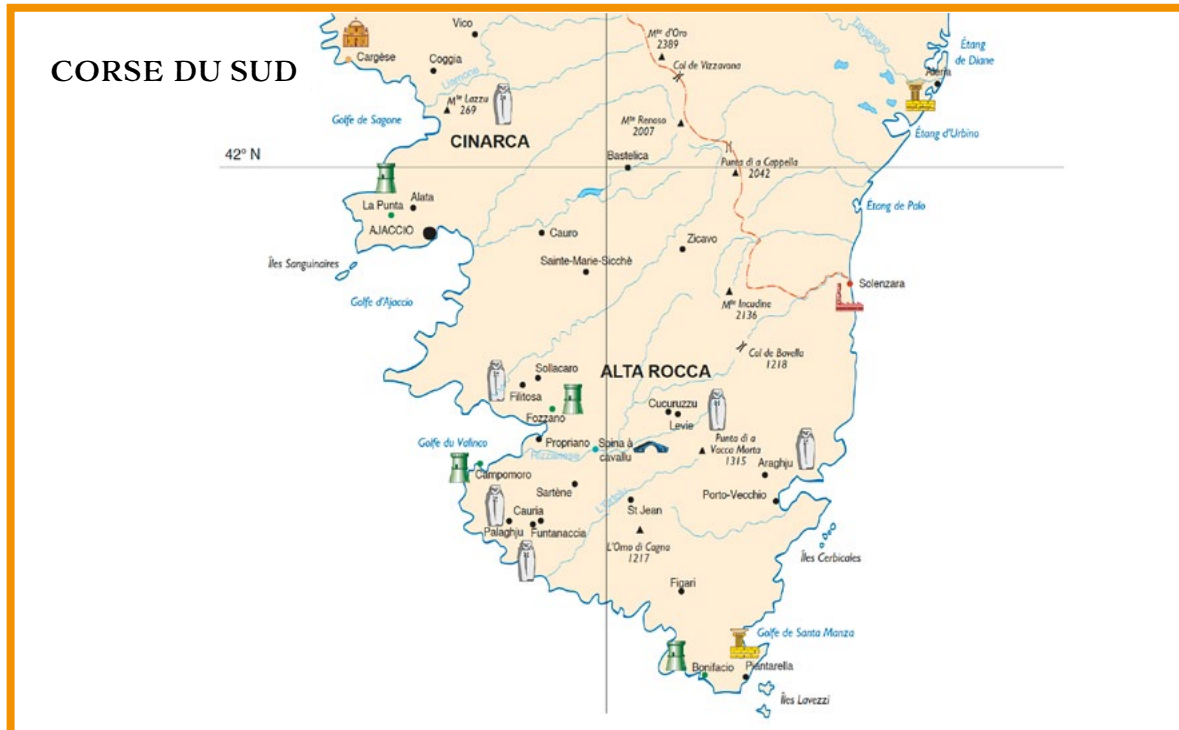 CORSE DU SUD
Vico
Mte d'Oro
2389
Tavignano
Étang
de Diane
Cargèse
Coggia
Col de Vizzavona
Liamone
Aleria
Mte Lazzu
269
Golfe de Sagone
Mte Renoso
2007
Étang d'Urbino
CINARCA
42° N
Bastelica
Punta di a Cappella
2042
La Punta
Alata
Étang de Palo
AJACCIO
Cauro
Zicavo
Îles Sanguinaires
Sainte-Marie-Sicchè
Solenzara
Golfe d'Ajaccio
Mte Incudine
2136
Col de Bavella
1218
Sollacaro
ALTA ROCCA
Filitosa
Fozzano
Cucuruzzu
Levie
Golfe du Valinco
Propriano
Spina à
cavallu
Rizzanese
Punta di a
Vacca Morta
1315
Araghju
Campomoro
Sartène
Porto-Vecchio
St Jean
Cauria
Palaghju
Funtanaccia
L'Omo di Cagna
1217
Îles Cerbicales
Figari
Golfe de Santa Manza
Bonifacio
Piantarella
Îles Lavezzi